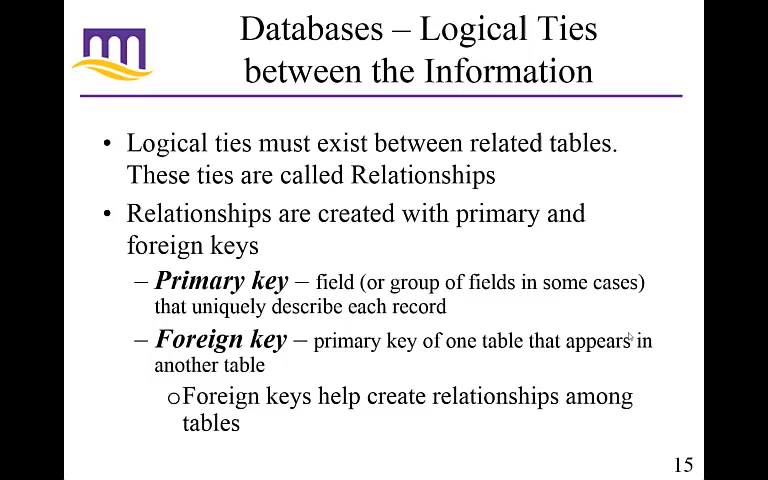 Databases – Logical Ties
between the Information
• Logical ties must exist between related tables.
These ties are called Relationships
• Relationships are created with primary and
foreign keys
– Primary key – field (or group of fields in some cases)
that uniquely describe each record
– Foreign key – primary key of one table that appears in
another table
oForeign keys help create relationships among
tables
15